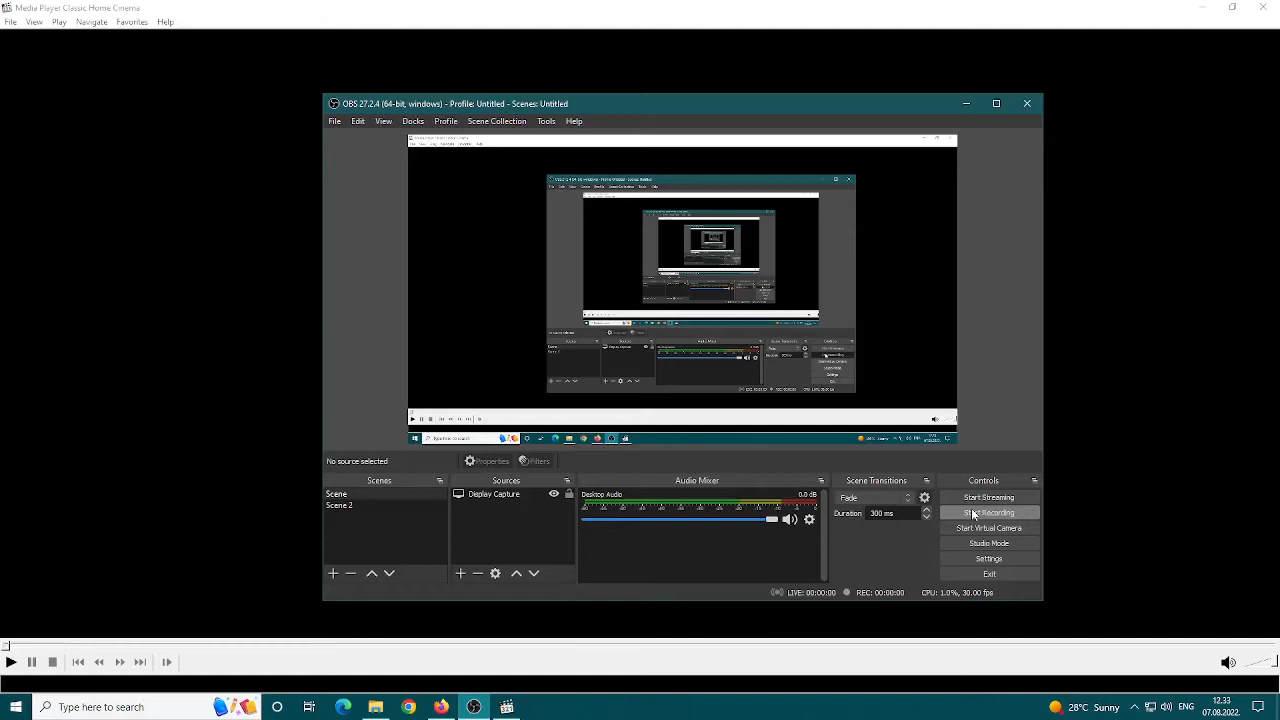 Media Player Classic Home Cinema
File View Play Navigate Favorites Help
OBS 27.2.4 (64-bit, windows) - Profile: Untitled - Scenes: Untitled
File Edit View Docks Profile Scene Collection Tools Help
No source selected Properties Filters
Scenes Sources Audio Mixer Scene Transitions Controls
Scene
Scene 2
Display Capture
Desktop Audio 0.0 dB
Fade
Duration 300 ms
Start Streaming
Start Recording
Start Virtual Camera
Studio Mode
Settings
Exit
LIVE: 00:00:00 REC: 00:00:00 CPU: 1.0%, 30.00 fps
Type here to search
28°C Sunny ENG
12.33
07.08.2022.